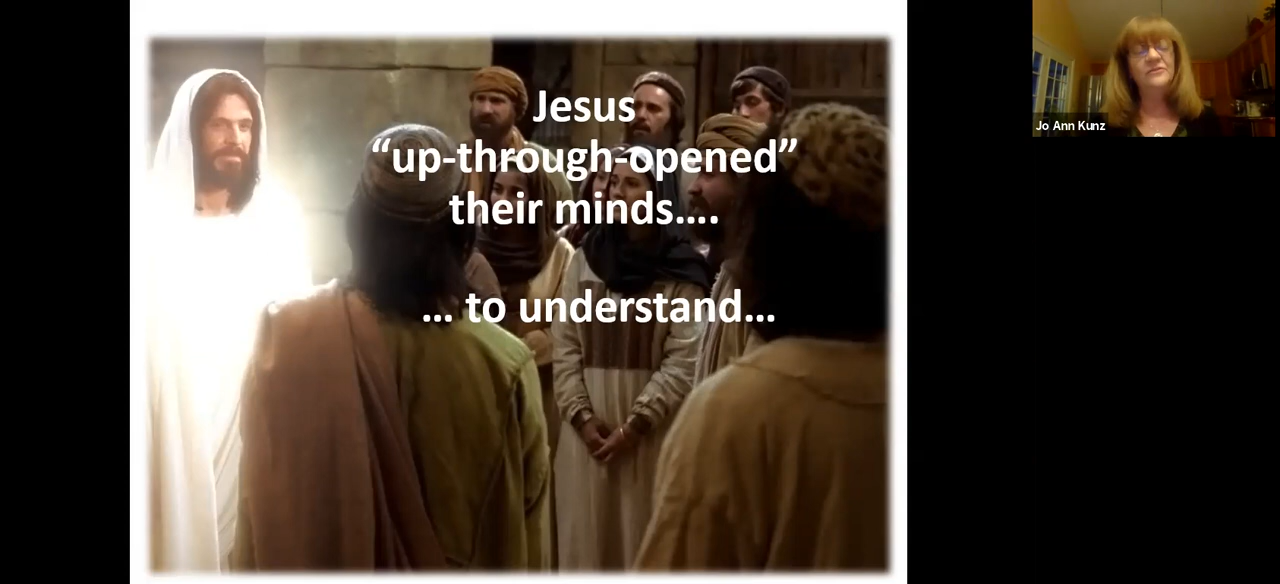 Jesus
“up-through-opened”
their minds....
... to understand...
Jo Ann Kunz